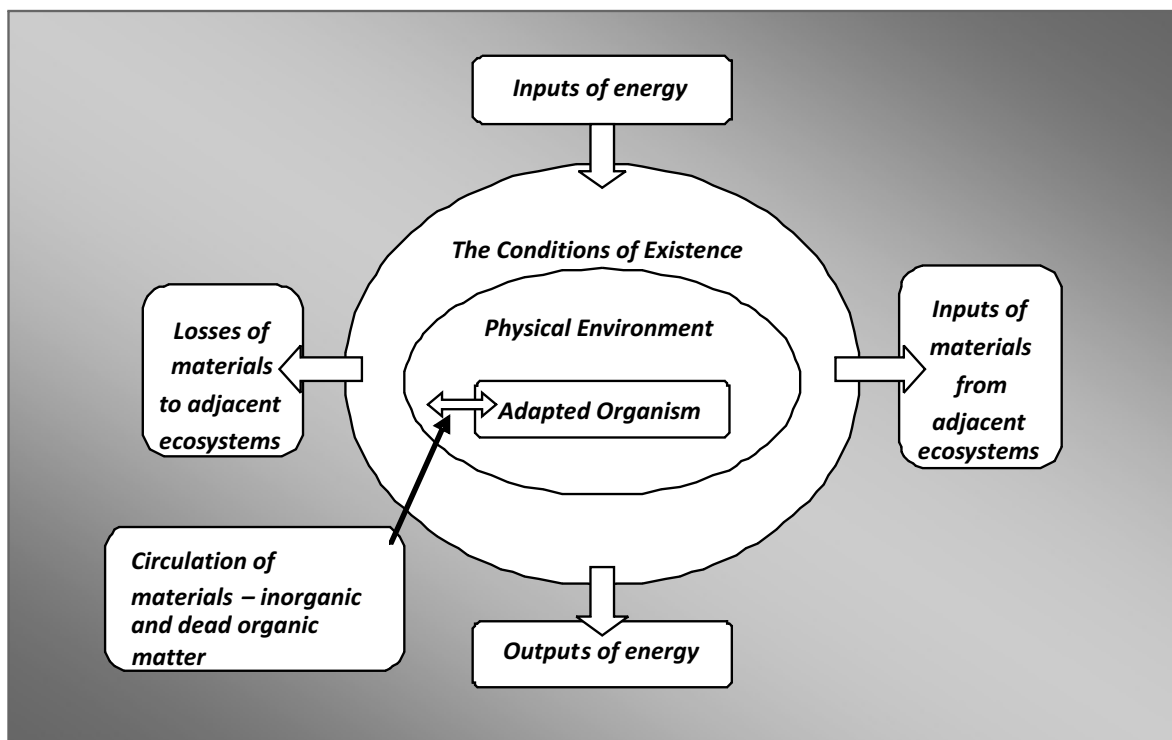 Inputs of energy
The Conditions of Existence
Losses of
materials
to adjacent
ecosystems
Physical Environment
Adapted Organism
Inputs of
materials
from
adjacent
ecosystems
Circulation of
materials – inorganic
and dead organic
matter
Outputs of energy